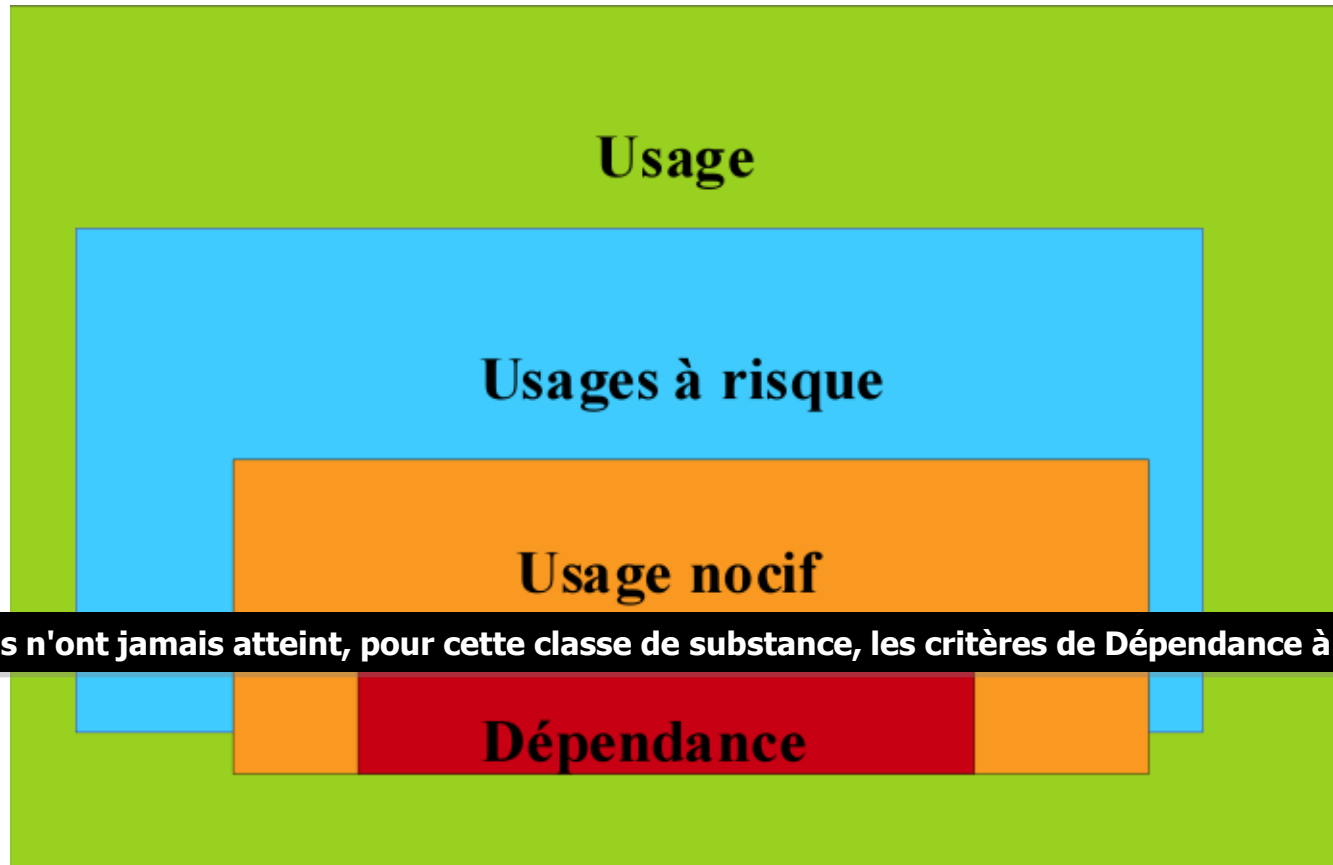 Usage
Usages à risque
Usage nocif
s n'ont jamais atteint, pour cette classe de substance, les critères de Dépendance à
Dépendance